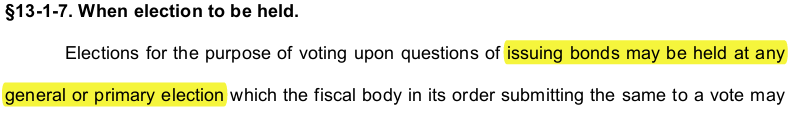 §13-1-7. When election to be held.
Elections for the purpose of voting upon questions of issuing bonds may be held at any
general or primary election which the fiscal body in its order submitting the same to a vote may